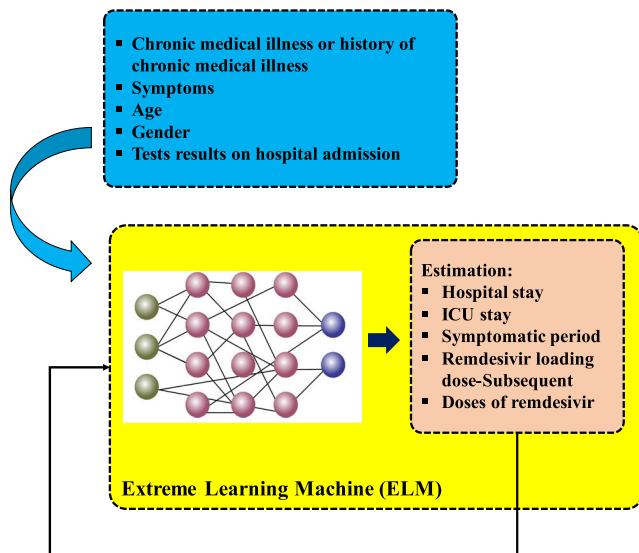 ▪ Chronic medical illness or history of
chronic medical illness
▪ Symptoms
▪ Age
▪ Gender
▪ Tests results on hospital admission
Estimation:
▪ Hospital stay
▪ ICU stay
▪ Symptomatic period
▪ Remdesivir loading
dose-Subsequent
▪ Doses of remdesivir
Extreme Learning Machine (ELM)